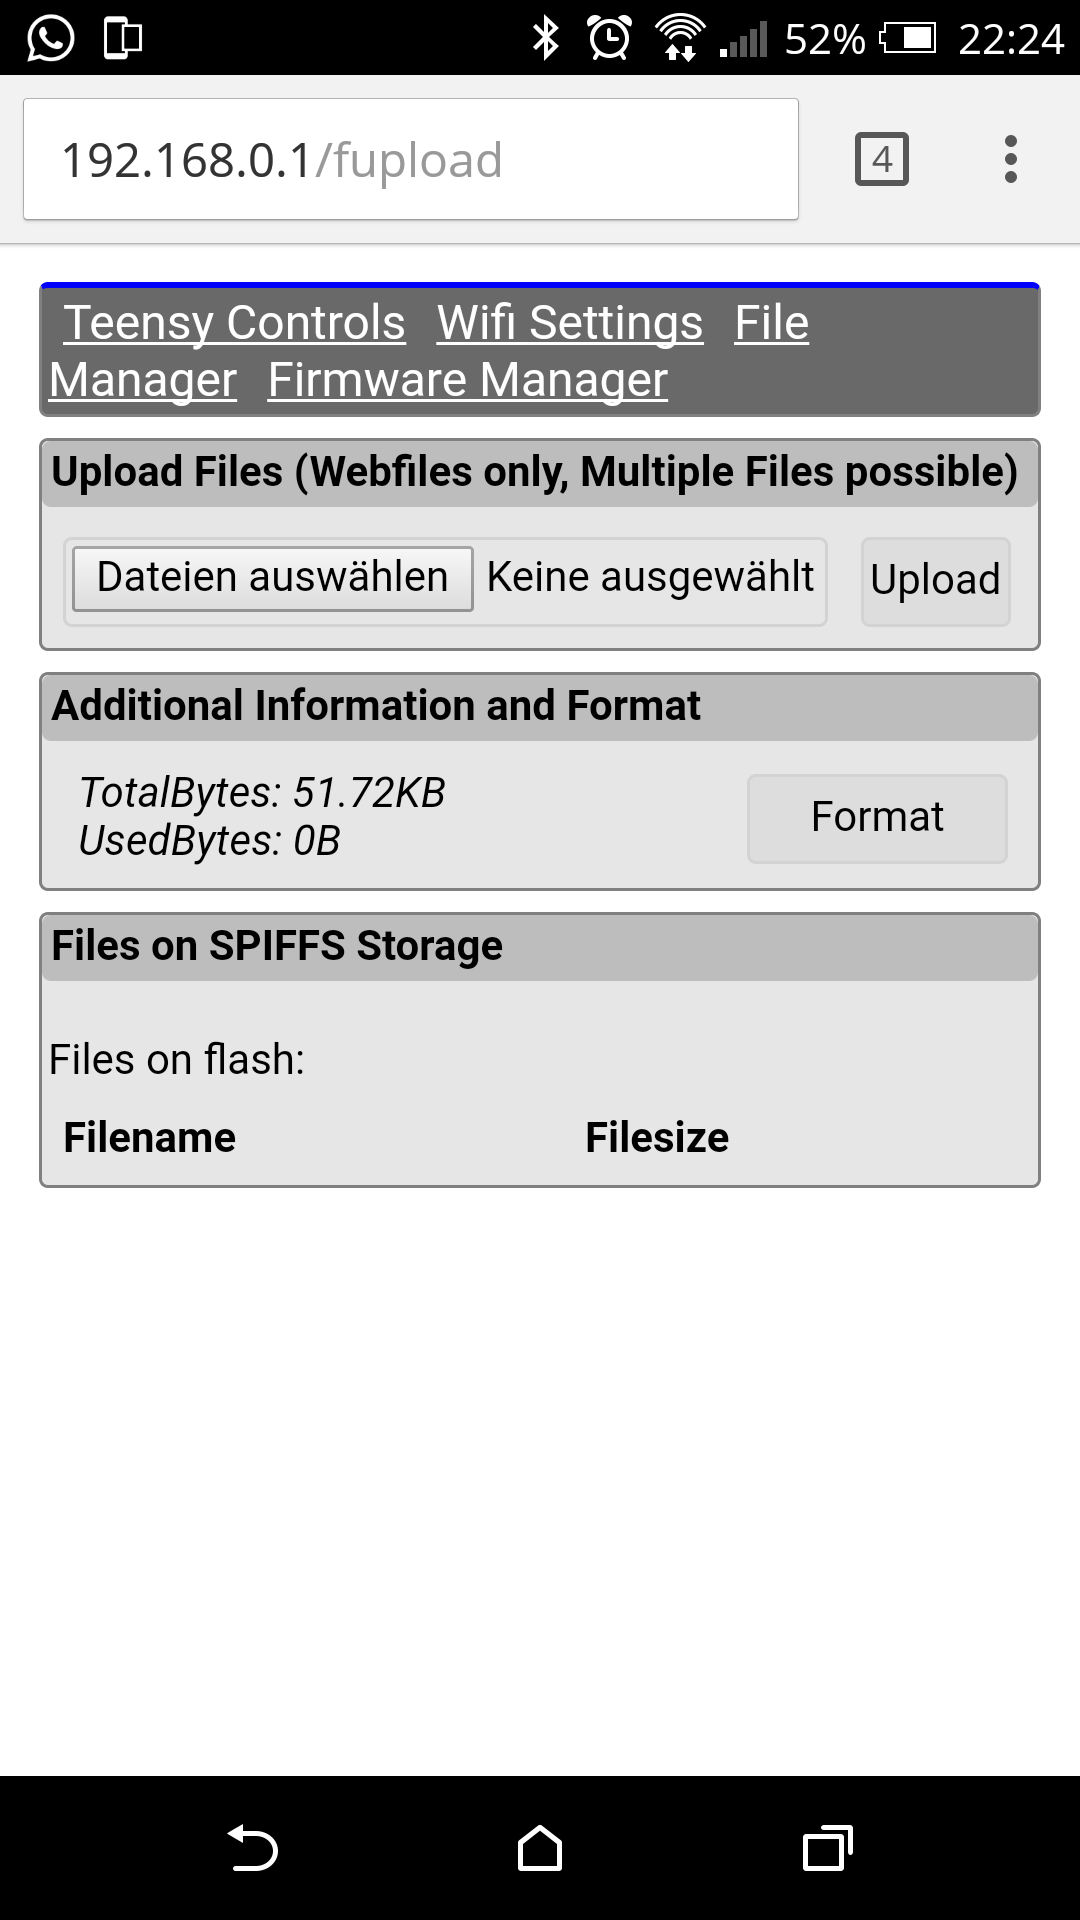 52% 22:24
192.168.0.1/fupload
4
Teensy Controls Wifi Settings File
Manager Firmware Manager
Upload Files (Webfiles only, Multiple Files possible)
Dateien auswählen Keine ausgewählt Upload
Additional Information and Format
TotalBytes: 51.72KB
UsedBytes: 0B
Format
Files on SPIFFS Storage
Files on flash:
Filename Filesize